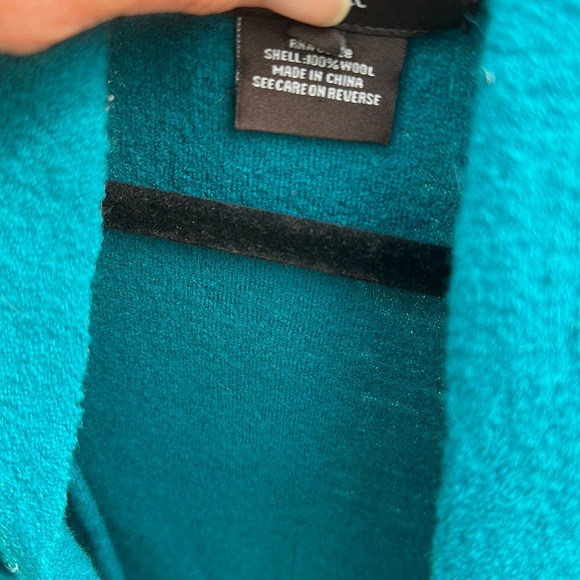 SHELL:100% WOOL
MADE IN CHINA
SEE CARE ON REVERSE